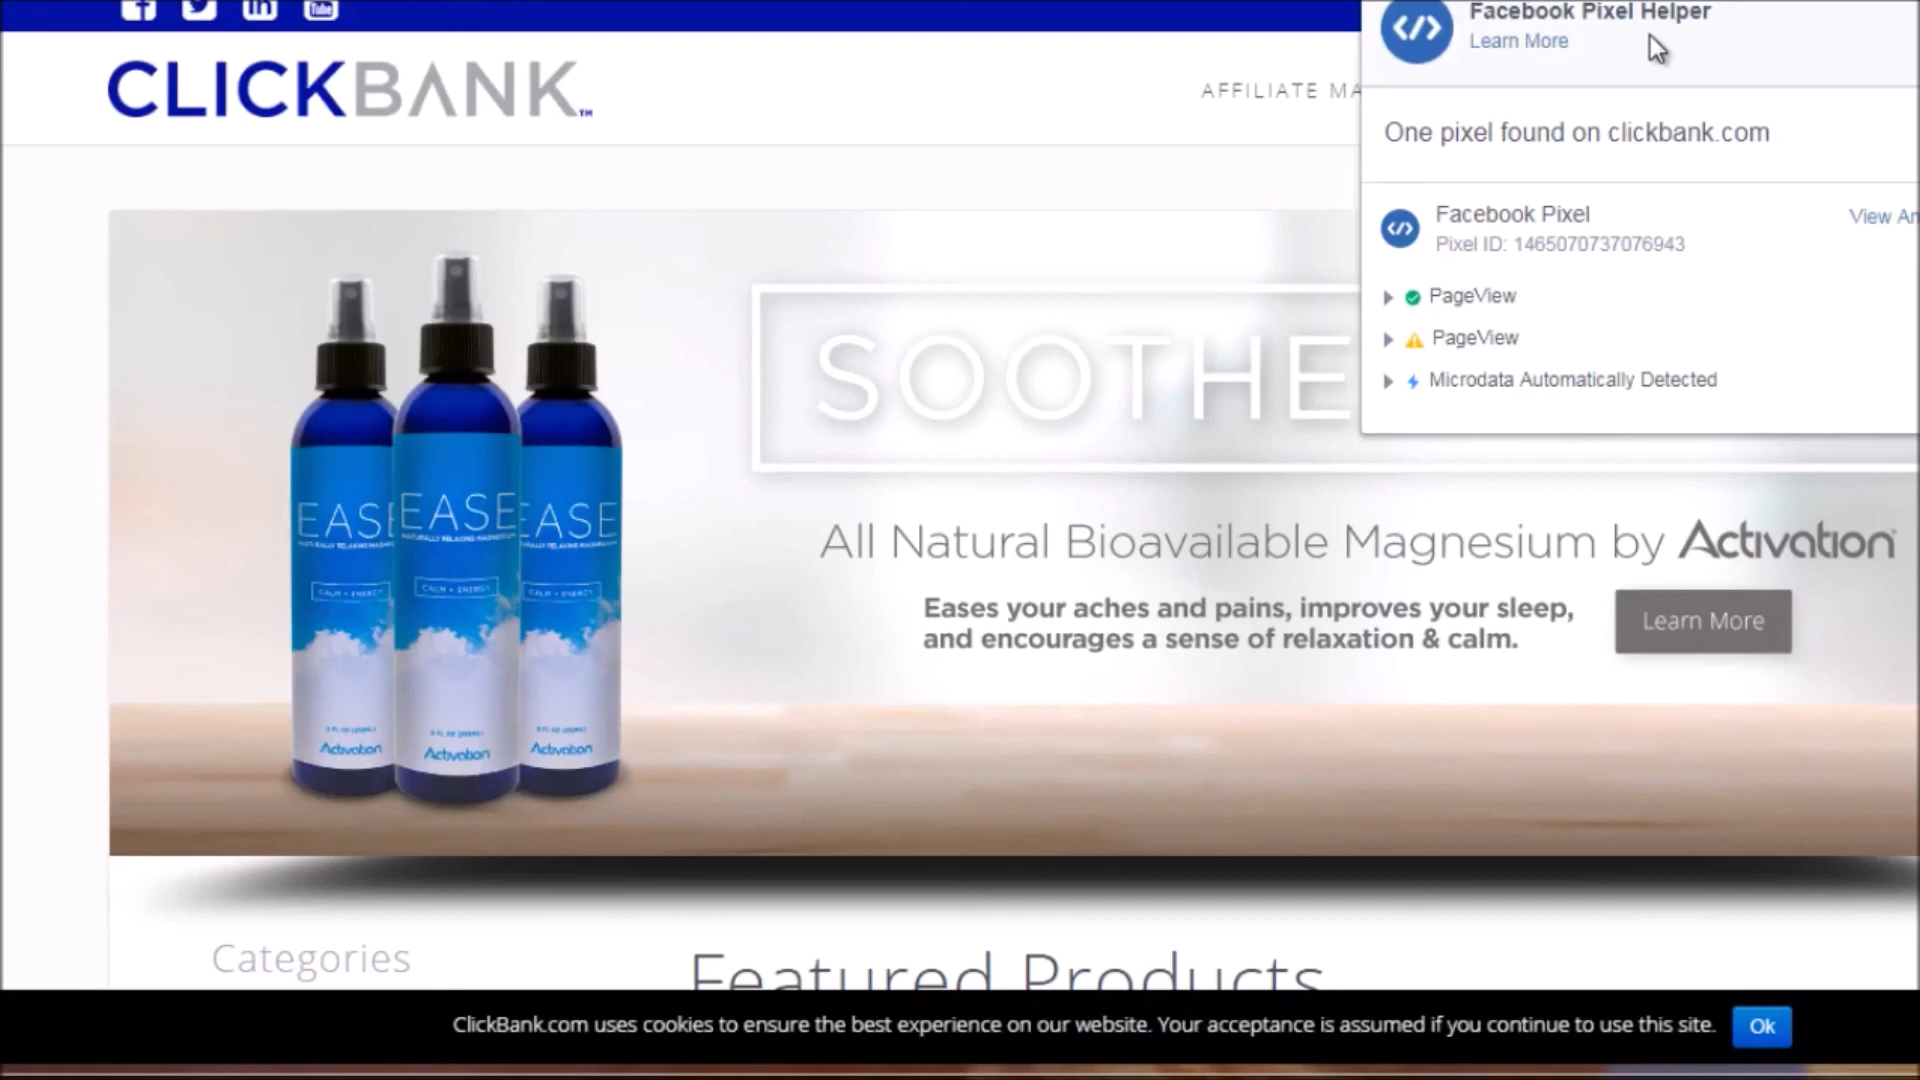 Facebook Pixel Helper
Learn More
CLICKBANK™
AFFILIATE MA
One pixel found on clickbank.com
Facebook Pixel
View An
Pixel ID: 1465070737076943
PageView
PageView
Microdata Automatically Detected
SOOTHE
All Natural Bioavailable Magnesium by Activation
Eases your aches and pains, improves your sleep,
and encourages a sense of relaxation & calm.
Learn More
EASE EASE EASE
CALM + ENERGY CALM + ENERGY CALM + ENERGY
Activation Activation Activation
Categories
Featured Products
ClickBank.com uses cookies to ensure the best experience on our website. Your acceptance is assumed if you continue to use this site.
Ok